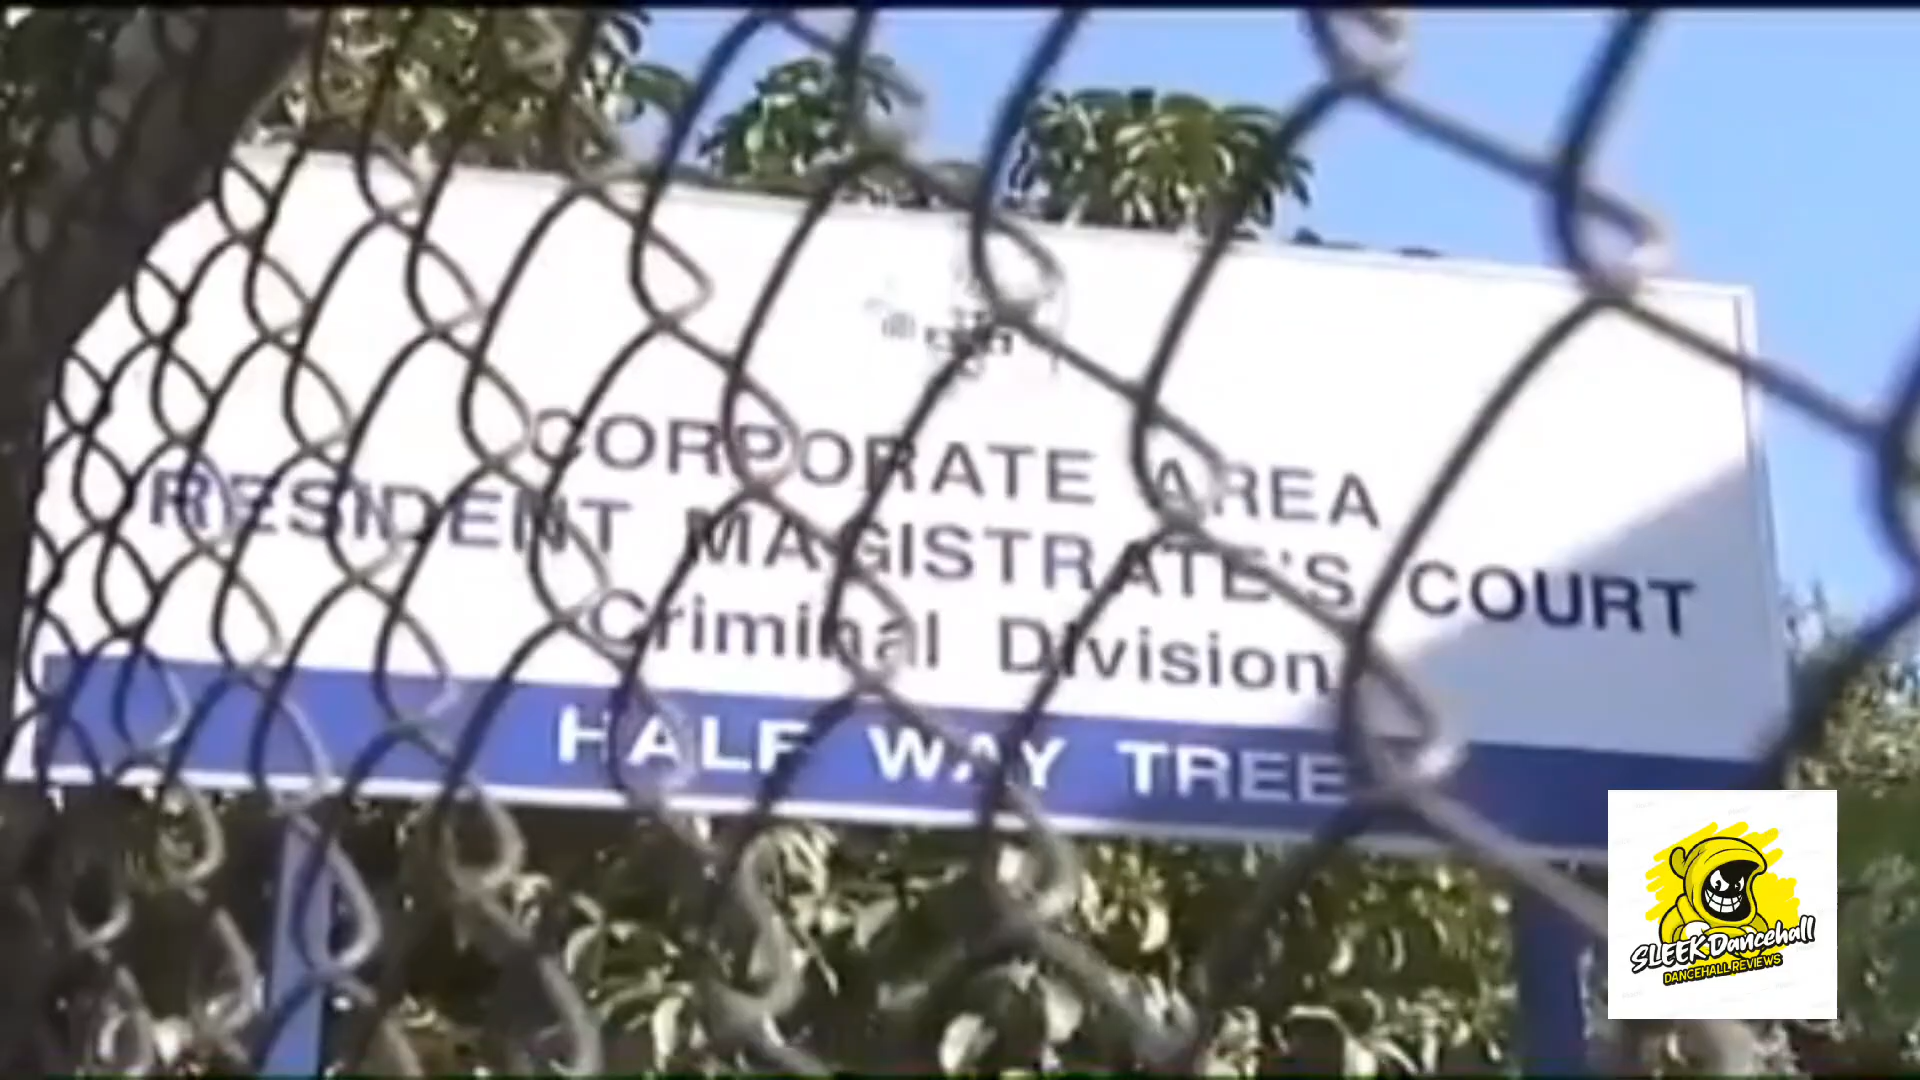 CORPORATE AREA
RESIDENT MAGISTRATE'S COURT
Criminal Division
HALF WAY TREE
SLEEK Dancehall
DANCEHALL REVIEWS